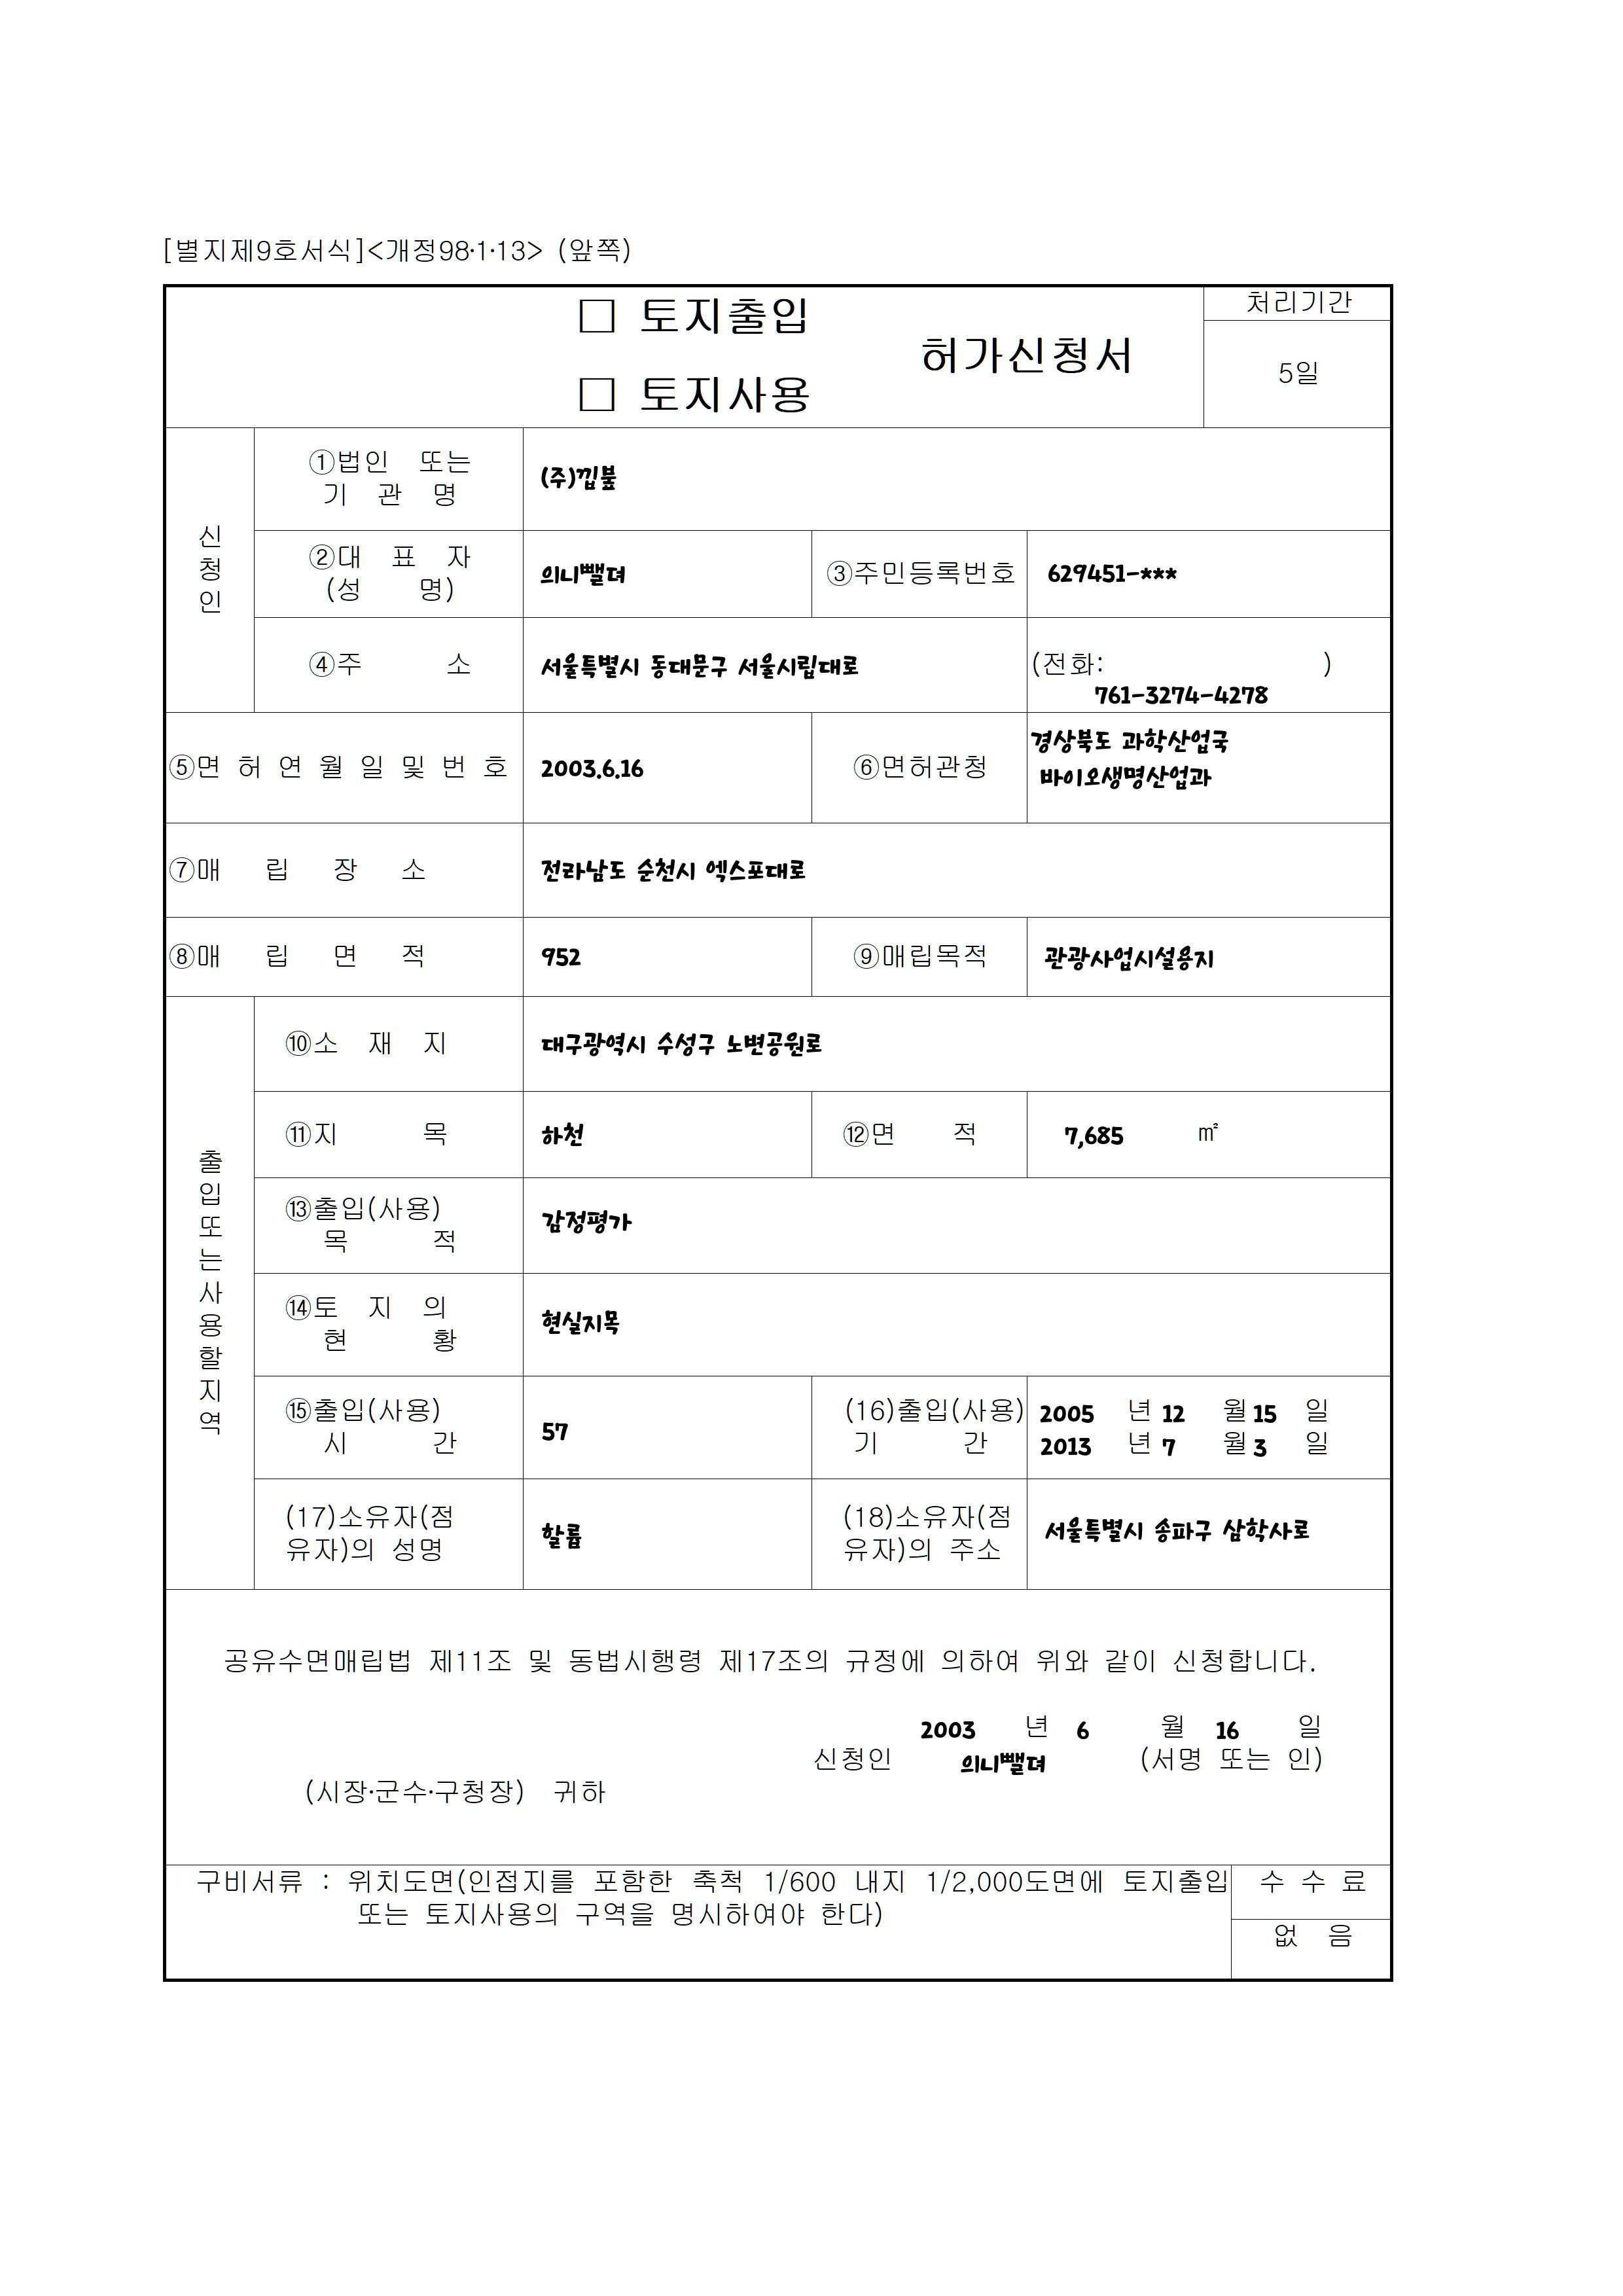 [별지제9호서식]<개정98·1·13> (앞쪽)
□ 토지출입
허가신청서
□ 토지사용
처리기간
5일
신청인
①법인 또는
기 관 명
(주)낍붚
②대 표 자
(성 명)
의니뺄뎌
③주민등록번호
629451-***
④주 소
서울특별시 동대문구 서울시립대로
(전화: )
761-3274-4278
⑤면 허 연 월 일 및 번 호
2003.6.16
⑥면허관청
경상북도 과학산업국
바이오생명산업과
⑦매 립 장 소
전라남도 순천시 엑스포대로
⑧매 립 면 적
952
⑨매립목적
관광사업시설용지
출입또는사용할지역
⑩소 재 지
대구광역시 수성구 노변공원로
⑪지 목
하천
⑫면 적
7,685 ㎡
⑬출입(사용)
목 적
감정평가
⑭토 지 의
현 황
현실지목
⑮출입(사용)
시 간
57
(16)출입(사용)
기 간
2005 년 12 월 15 일
2013 년 7 월 3 일
(17)소유자(점
유자)의 성명
할륩
(18)소유자(점
유자)의 주소
서울특별시 송파구 삼학사로
공유수면매립법 제11조 및 동법시행령 제17조의 규정에 의하여 위와 같이 신청합니다.
2003 년 6 월 16 일
신청인 의니뺄뎌 (서명 또는 인)
(시장·군수·구청장) 귀하
구비서류 : 위치도면(인접지를 포함한 축척 1/600 내지 1/2,000도면에 토지출입
또는 토지사용의 구역을 명시하여야 한다)
수 수 료
없 음